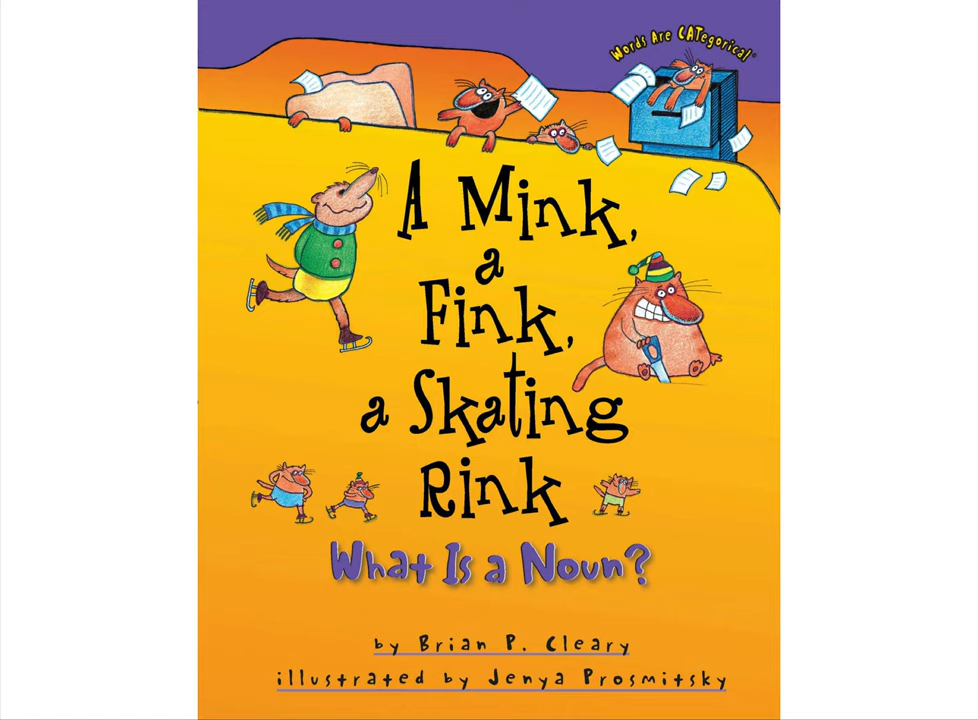 Words Are CATegorical®
A Mink,
a
Fink,
a Skating
Rink
What Is a Noun?
by Brian P. Cleary
illustrated by Jenya Prosmitsky